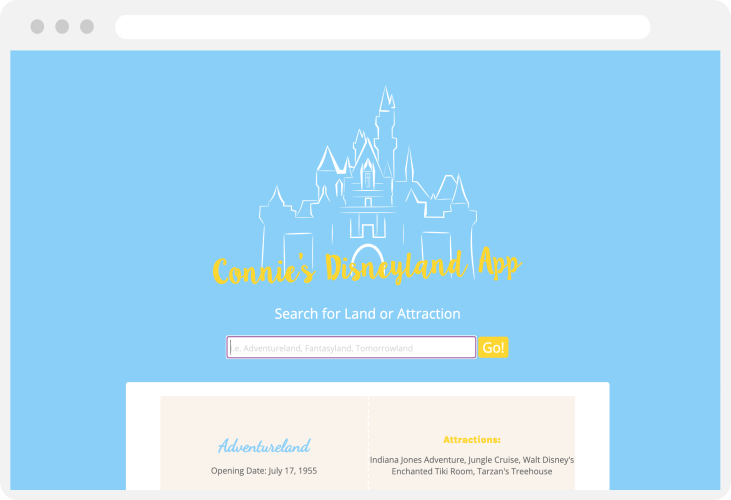 Connie's Disneyland App
Search for Land or Attraction
i.e. Adventureland, Fantasyland, Tomorrowland
Go!
Adventureland
Opening Date: July 17, 1955
Attractions:
Indiana Jones Adventure, Jungle Cruise, Walt Disney's
Enchanted Tiki Room, Tarzan's Treehouse